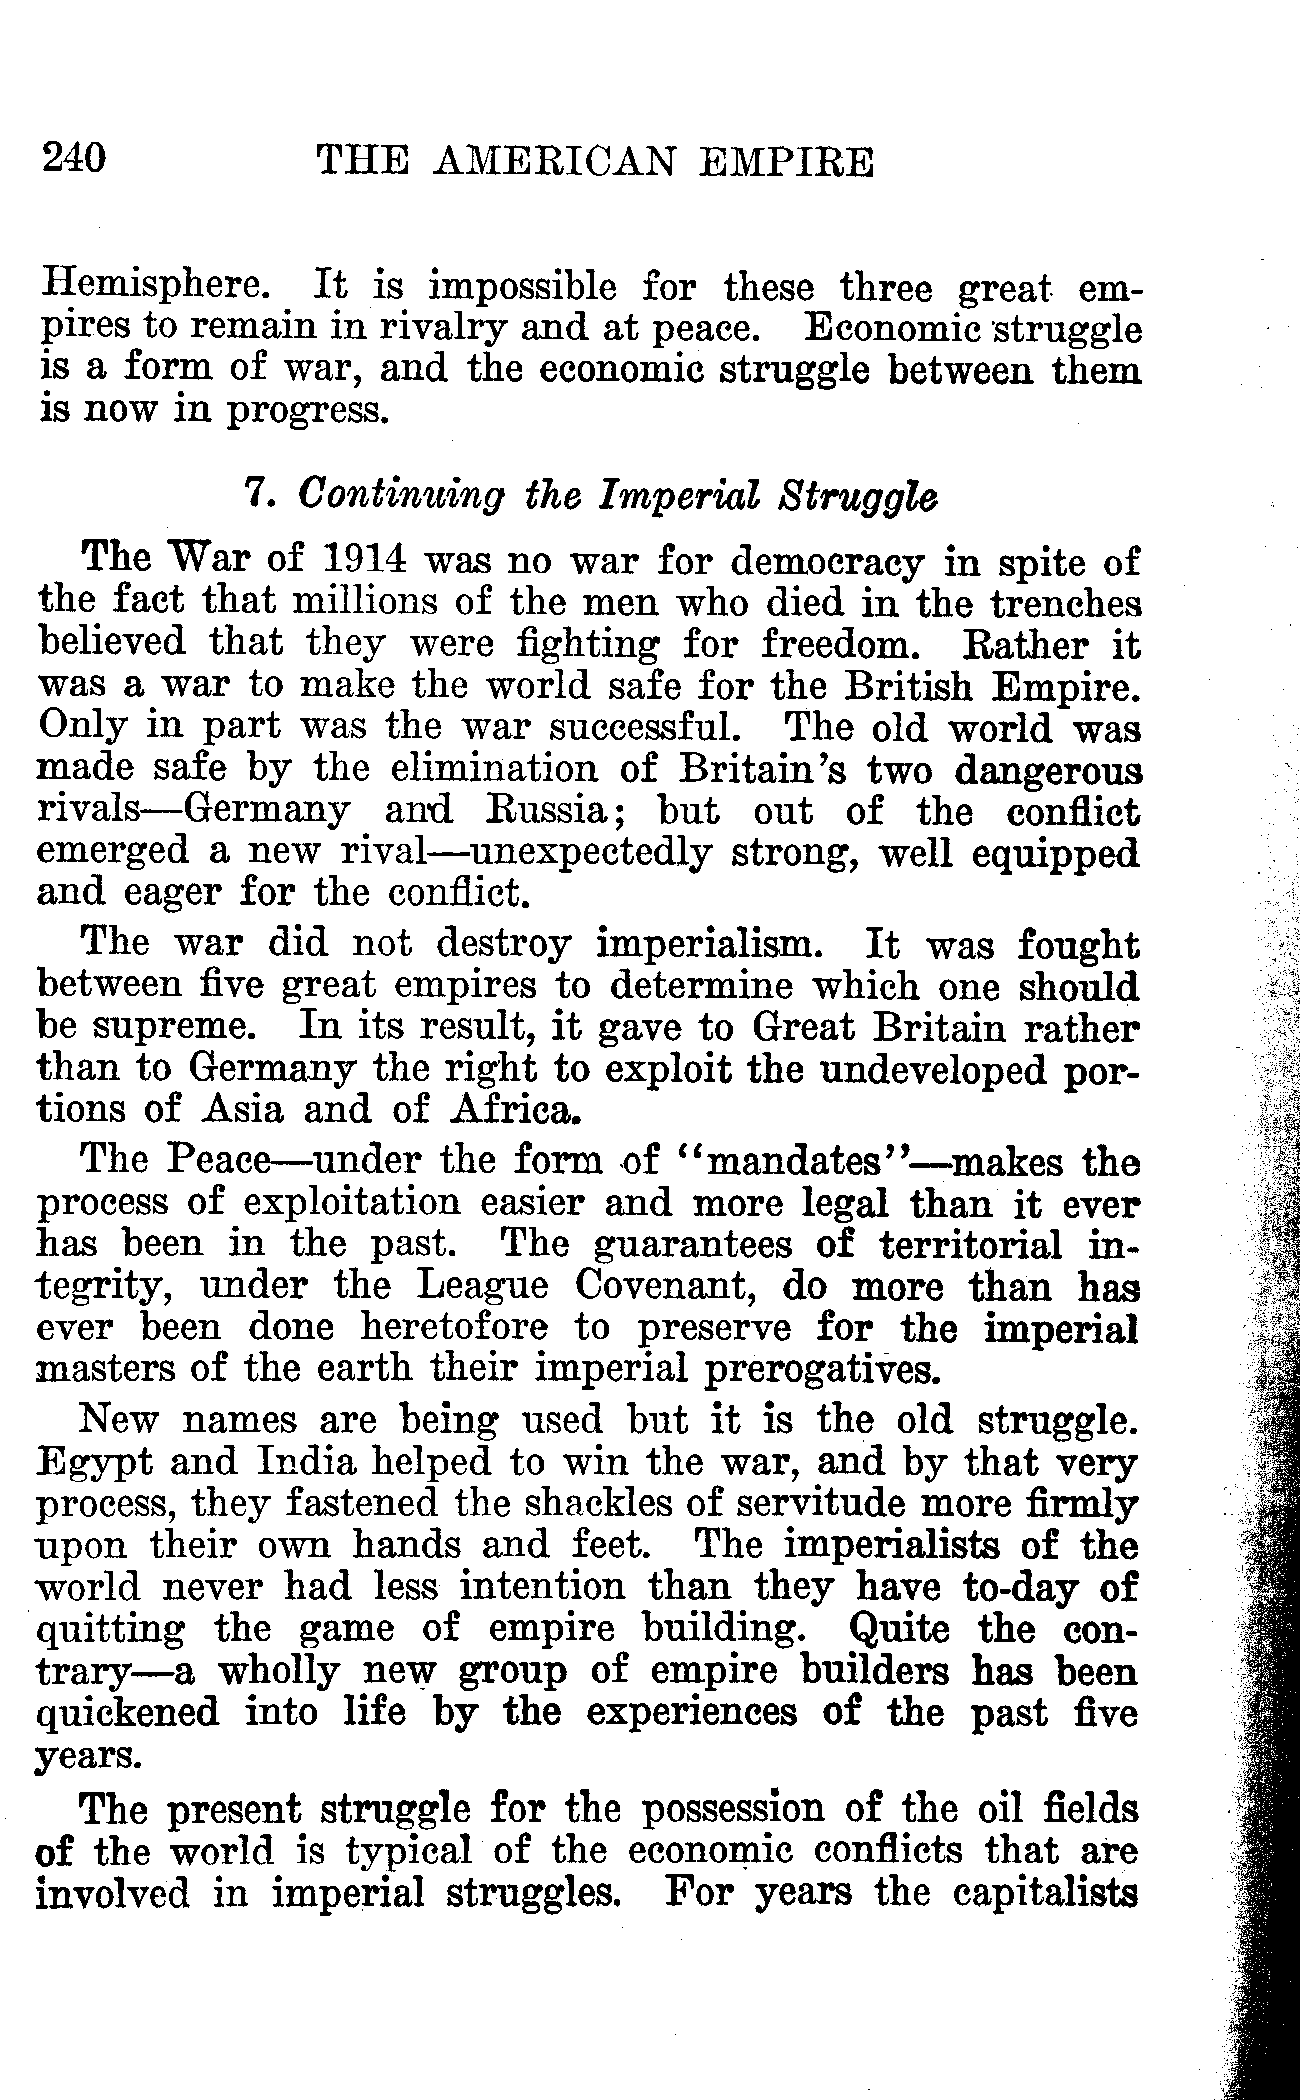 240 THE AMERICAN EMPIRE
Hemisphere. It is impossible for these three great em-
pires to remain in rivalry and at peace. Economic struggle
is a form of war, and the economic struggle between them
is now in progress.
7. Continuing the Imperial Struggle
The War of 1914 was no war for democracy in spite of
the fact that millions of the men who died in the trenches
believed that they were fighting for freedom. Rather it
was a war to make the world safe for the British Empire.
Only in part was the war successful. The old world was
made safe by the elimination of Britain's two dangerous
rivals—Germany and Russia; but out of the conflict
emerged a new rival—unexpectedly strong, well equipped
and eager for the conflict.
The war did not destroy imperialism. It was fought
between five great empires to determine which one should
be supreme. In its result, it gave to Great Britain rather
than to Germany the right to exploit the undeveloped por-
tions of Asia and of Africa.
The Peace—under the form of "mandates"—makes the
process of exploitation easier and more legal than it ever
has been in the past. The guarantees of territorial in-
tegrity, under the League Covenant, do more than has
ever been done heretofore to preserve for the imperial
masters of the earth their imperial prerogatives.
New names are being used but it is the old struggle.
Egypt and India helped to win the war, and by that very
process, they fastened the shackles of servitude more firmly
upon their own hands and feet. The imperialists of the
world never had less intention than they have to-day of
quitting the game of empire building. Quite the con-
trary—a wholly new group of empire builders has been
quickened into life by the experiences of the past five
years.
The present struggle for the possession of the oil fields
of the world is typical of the economic conflicts that are
involved in imperial struggles. For years the capitalists